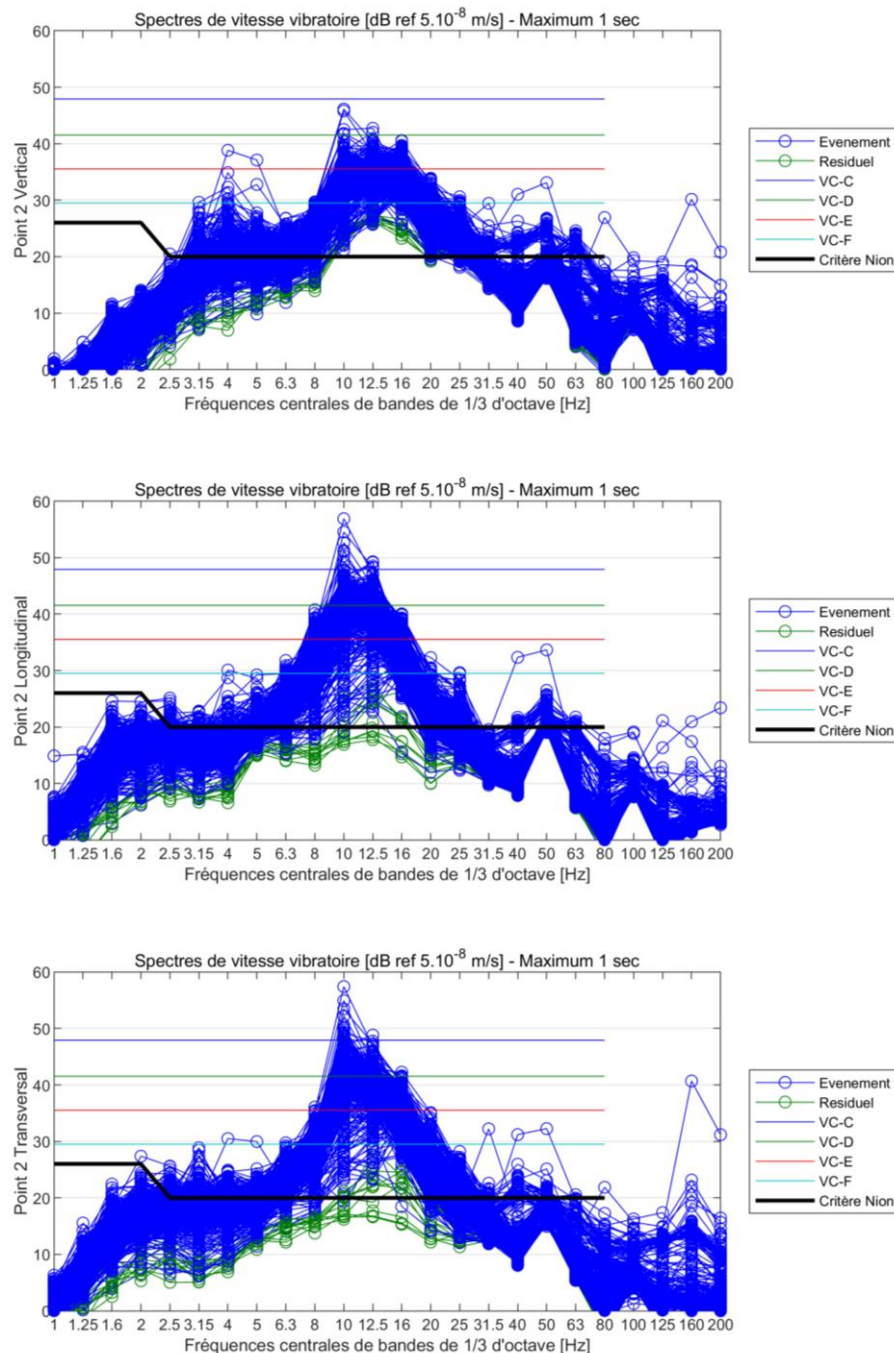 Spectres de vitesse vibratoire [dB ref 5.10⁻⁸ m/s] - Maximum 1 sec
60
50
40
30
20
10
0
Point 2 Vertical
1 1.25 1.6 2 2.5 3.15 4 5 6.3 8 10 12.5 16 20 25 31.5 40 50 63 80 100 125 160 200
Fréquences centrales de bandes de 1/3 d'octave [Hz]
Evenement
Residuel
VC-C
VC-D
VC-E
VC-F
Critère Nion
Spectres de vitesse vibratoire [dB ref 5.10⁻⁸ m/s] - Maximum 1 sec
60
50
40
30
20
10
0
Point 2 Longitudinal
1 1.25 1.6 2 2.5 3.15 4 5 6.3 8 10 12.5 16 20 25 31.5 40 50 63 80 100 125 160 200
Fréquences centrales de bandes de 1/3 d'octave [Hz]
Evenement
Residuel
VC-C
VC-D
VC-E
VC-F
Critère Nion
Spectres de vitesse vibratoire [dB ref 5.10⁻⁸ m/s] - Maximum 1 sec
60
50
40
30
20
10
0
Point 2 Transversal
1 1.25 1.6 2 2.5 3.15 4 5 6.3 8 10 12.5 16 20 25 31.5 40 50 63 80 100 125 160 200
Fréquences centrales de bandes de 1/3 d'octave [Hz]
Evenement
Residuel
VC-C
VC-D
VC-E
VC-F
Critère Nion